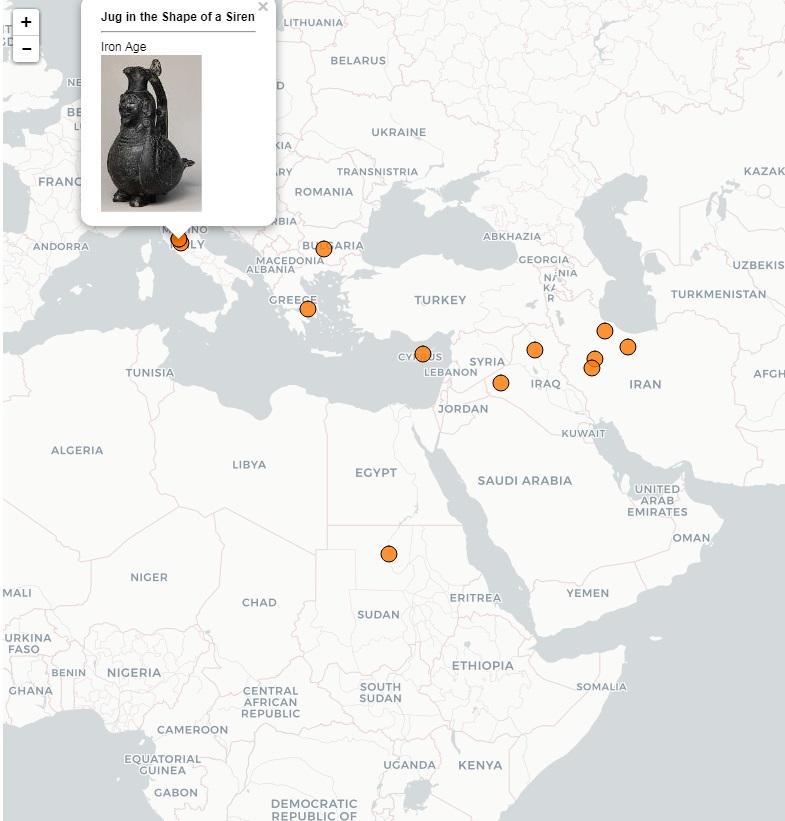 +
−
×
Jug in the Shape of a Siren
Iron Age
LITHUANIA
BELARUS
UKRAINE
KAZAK
FRANC
TRANSNISTRIA
ROMANIA
ANDORRA
BULGARIA
ABKHAZIA
MACEDONIA
GEORGIA
ALBANIA
UZBEKIS
NIA
TURKMENISTAN
GREECE
TURKEY
CYPRUS
SYRIA
TUNISIA
LEBANON
IRAQ
IRAN
AFGH
JORDAN
KUWAIT
ALGERIA
LIBYA
EGYPT
SAUDI ARABIA
UNITED
ARAB
EMIRATES
OMAN
NIGER
MALI
CHAD
SUDAN
ERITREA
YEMEN
URKINA
FASO
BENIN
NIGERIA
ETHIOPIA
GHANA
CENTRAL
AFRICAN
REPUBLIC
SOUTH
SUDAN
SOMALIA
CAMEROON
EQUATORIAL
GUINEA
UGANDA
KENYA
GABON
DEMOCRATIC
REPUBLIC OF